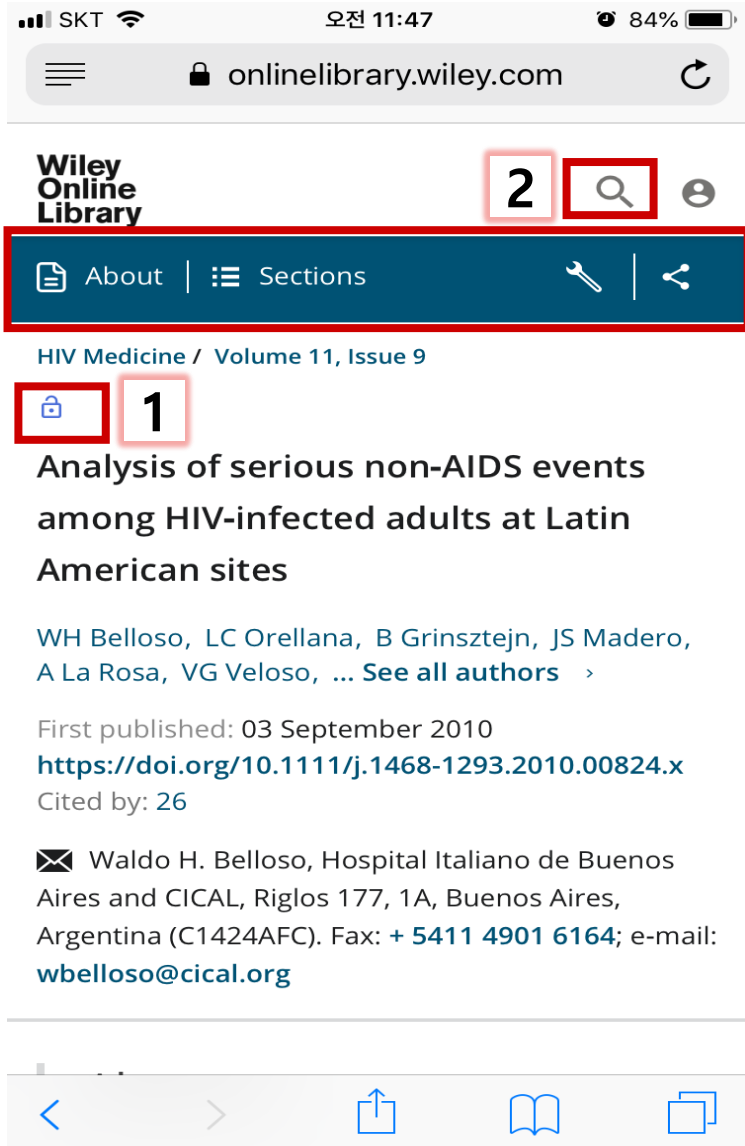 SKT 오전 11:47 84%
onlinelibrary.wiley.com
Wiley
Online
Library
2
About Sections
HIV Medicine / Volume 11, Issue 9
1
Analysis of serious non-AIDS events
among HIV-infected adults at Latin
American sites
WH Belloso, LC Orellana, B Grinsztejn, JS Madero,
A La Rosa, VG Veloso, ... See all authors ›
First published: 03 September 2010
https://doi.org/10.1111/j.1468-1293.2010.00824.x
Cited by: 26
Waldo H. Belloso, Hospital Italiano de Buenos
Aires and CICAL, Riglos 177, 1A, Buenos Aires,
Argentina (C1424AFC). Fax: + 5411 4901 6164; e-mail:
wbelloso@cical.org